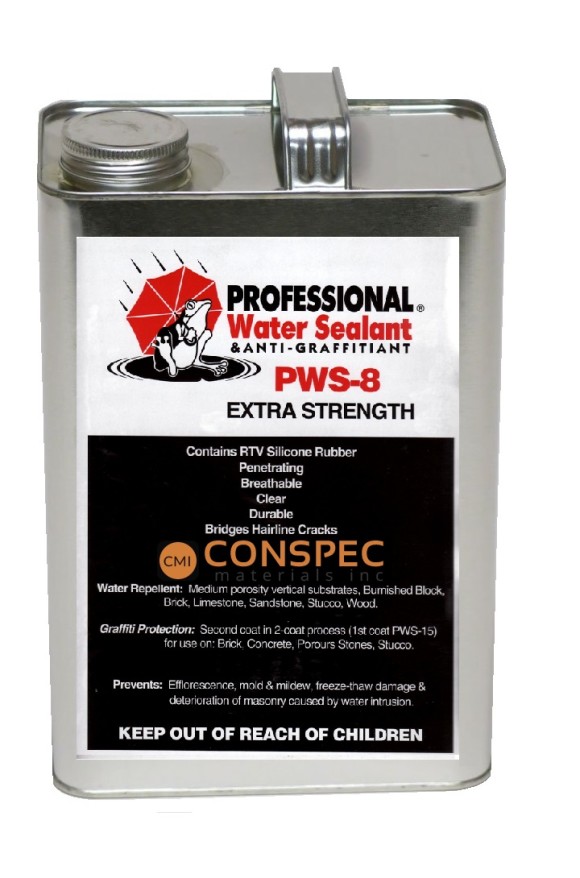 PROFESSIONAL®
Water Sealant
& ANTI-GRAFFITIANT
PWS-8
EXTRA STRENGTH
Contains RTV Silicone Rubber
Penetrating
Breathable
Clear
Durable
Bridges Hairline Cracks
CMI CONSPEC
materials inc
Water Repellent: Medium porosity vertical substrates, Burnished Block,
Brick, Limestone, Sandstone, Stucco, Wood.
Graffiti Protection: Second coat in 2-coat process (1st coat PWS-15)
for use on: Brick, Concrete, Porours Stones, Stucco.
Prevents: Efflorescence, mold & mildew, freeze-thaw damage &
deterioration of masonry caused by water intrusion.
KEEP OUT OF REACH OF CHILDREN